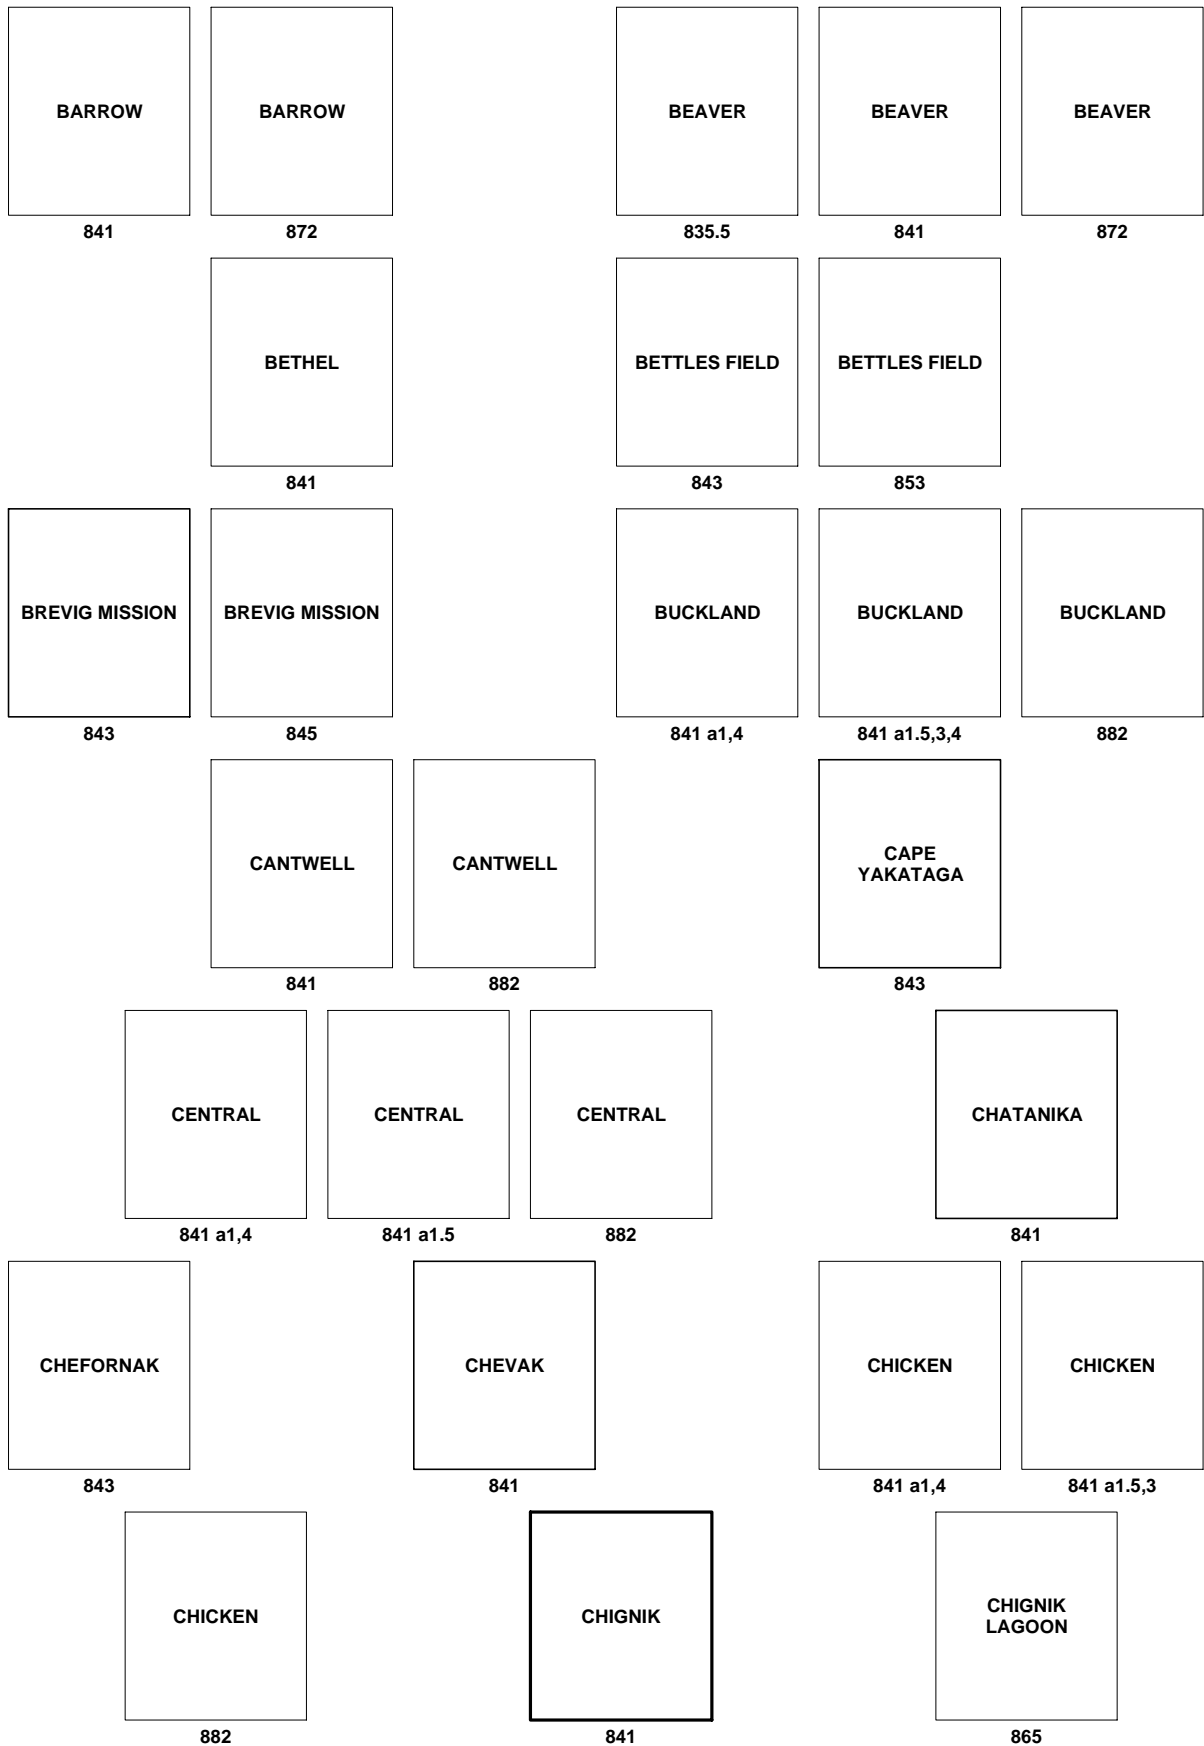 BARROW
BARROW
BEAVER
BEAVER
BEAVER
841
872
835.5
841
872
BETHEL
BETTLES FIELD
BETTLES FIELD
841
843
853
BREVIG MISSION
BREVIG MISSION
BUCKLAND
BUCKLAND
BUCKLAND
843
845
841 a1,4
841 a1.5,3,4
882
CANTWELL
CANTWELL
CAPE
YAKATAGA
841
882
843
CENTRAL
CENTRAL
CENTRAL
CHATANIKA
841 a1,4
841 a1.5
882
841
CHEFORNAK
CHEVAK
CHICKEN
CHICKEN
843
841
841 a1,4
841 a1.5,3
CHICKEN
CHIGNIK
CHIGNIK
LAGOON
882
841
865